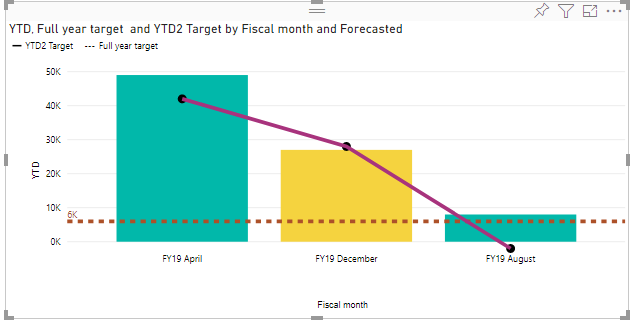 YTD, Full year target and YTD2 Target by Fiscal month and Forecasted
YTD2 Target Full year target
50K
40K
30K
20K
10K
6K
0K
YTD
FY19 April FY19 December FY19 August
Fiscal month